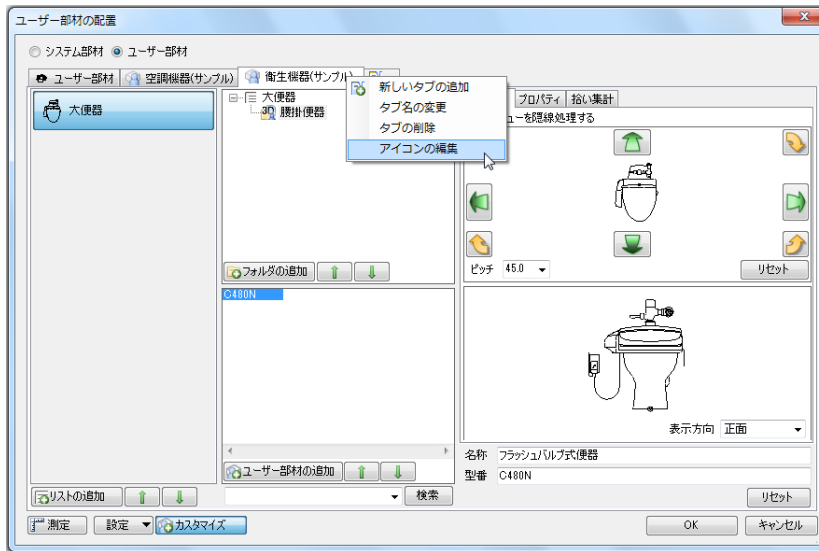 ユーザー部材の配置
システム部材 ユーザー部材
ユーザー部材 空調機器(サンプル) 衛生機器(サンプル)
新しいタブの追加
タブ名の変更
タブの削除
アイコンの編集
大便器
大便器
3D 腰掛便器
プロパティ 拾い集計
ューを隠線処理する
ピッチ 45.0 リセット
フォルダの追加
C480N
表示方向 正面
名称 フラッシュバルブ式便器
型番 C480N
ユーザー部材の追加
リストの追加 検索 リセット
測定 設定 カスタマイズ OK キャンセル